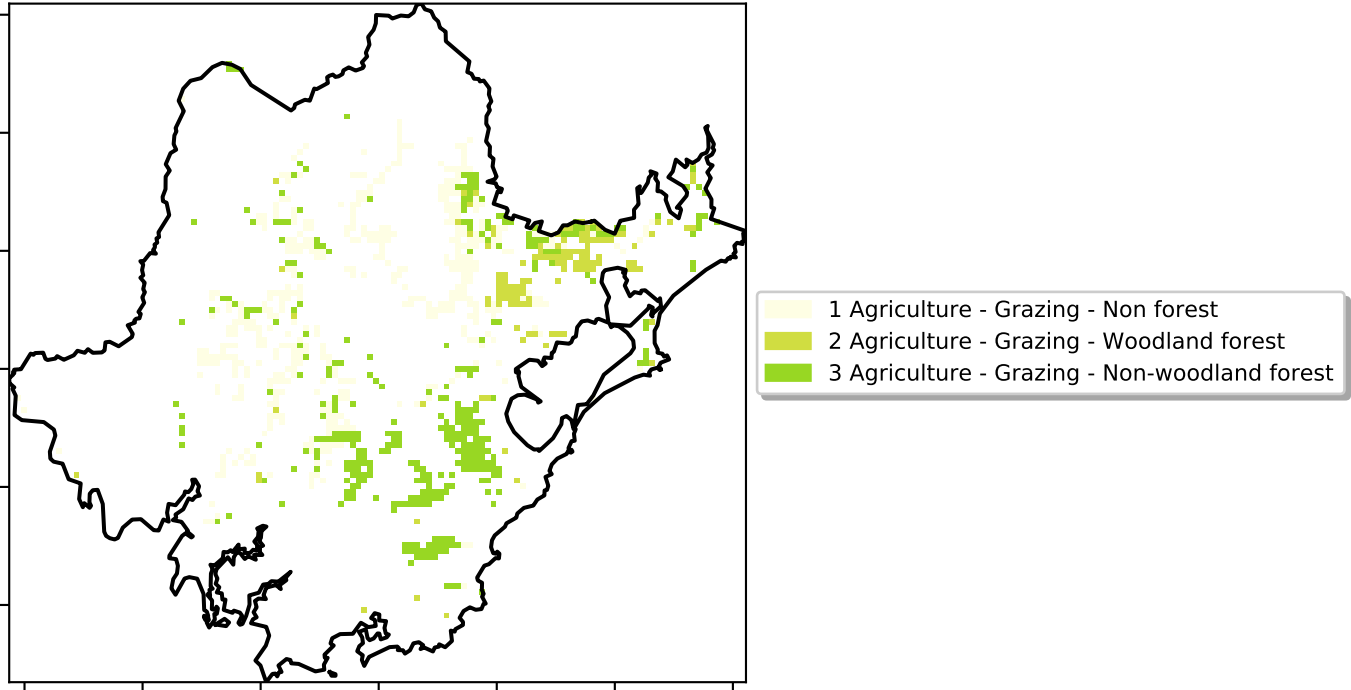 1 Agriculture - Grazing - Non forest
2 Agriculture - Grazing - Woodland forest
3 Agriculture - Grazing - Non-woodland forest